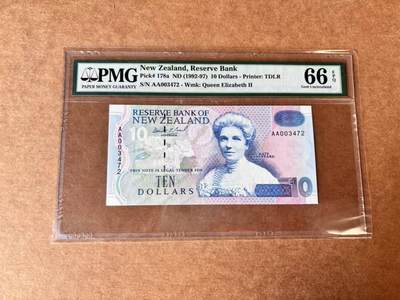 PMG
PAPER MONEY GUARANTY
New Zealand, Reserve Bank
Pick# 178a ND (1992-97) 10 Dollars - Printer: TDLR
S/N AA003472 - Wmk: Queen Elizabeth II
66 EPQ
Gem Uncirculated
RESERVE BANK OF
NEW ZEALAND
10
AA003472
AA003472
THIS NOTE IS LEGAL TENDER FOR
TEN
DOLLARS
10